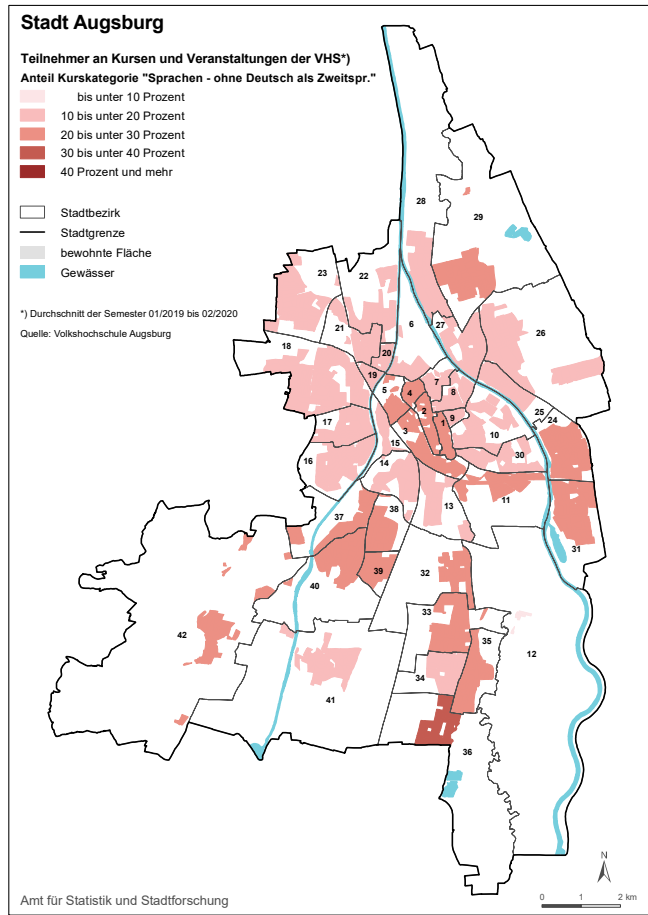 Stadt Augsburg
Teilnehmer an Kursen und Veranstaltungen der VHS*)
Anteil Kurskategorie "Sprachen - ohne Deutsch als Zweitspr."
bis unter 10 Prozent
10 bis unter 20 Prozent
20 bis unter 30 Prozent
30 bis unter 40 Prozent
40 Prozent und mehr
Stadtbezirk
Stadtgrenze
bewohnte Fläche
Gewässer
*) Durchschnitt der Semester 01/2019 bis 02/2020
Quelle: Volkshochschule Augsburg
28
29
23
22
21
6
27
26
18
20
19
5
4
7
8
2
25
24
17
3
1
9
10
15
30
16
14
11
13
37
38
31
39
32
40
33
42
35
12
34
41
36
N
Amt für Statistik und Stadtforschung
0 1 2 km